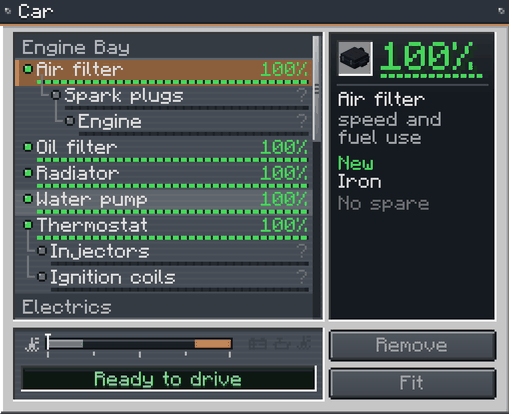 Car
Engine Bay
Air filter 100%
Spark plugs ?
Engine ?
Oil filter 100%
Radiator 100%
Water pump 100%
Thermostat 100%
Injectors ?
Ignition coils ?
Electrics
Ready to drive
100%
Air filter
speed and
fuel use
New
Iron
No spare
Remove
Fit